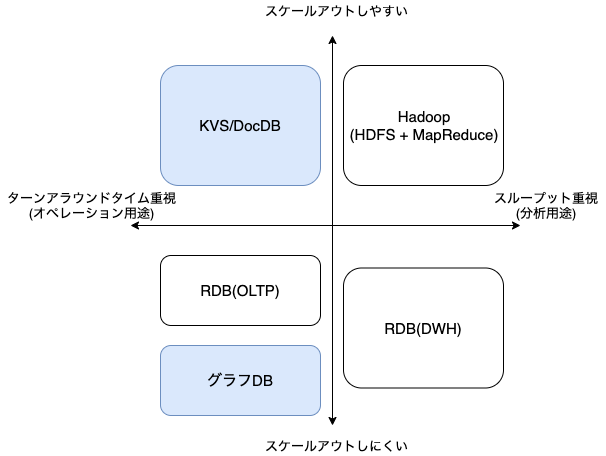 スケールアウトしやすい
KVS/DocDB
Hadoop
(HDFS + MapReduce)
ターンアラウンドタイム重視
(オペレーション用途)
スループット重視
(分析用途)
RDB(OLTP)
RDB(DWH)
グラフDB
スケールアウトしにくい